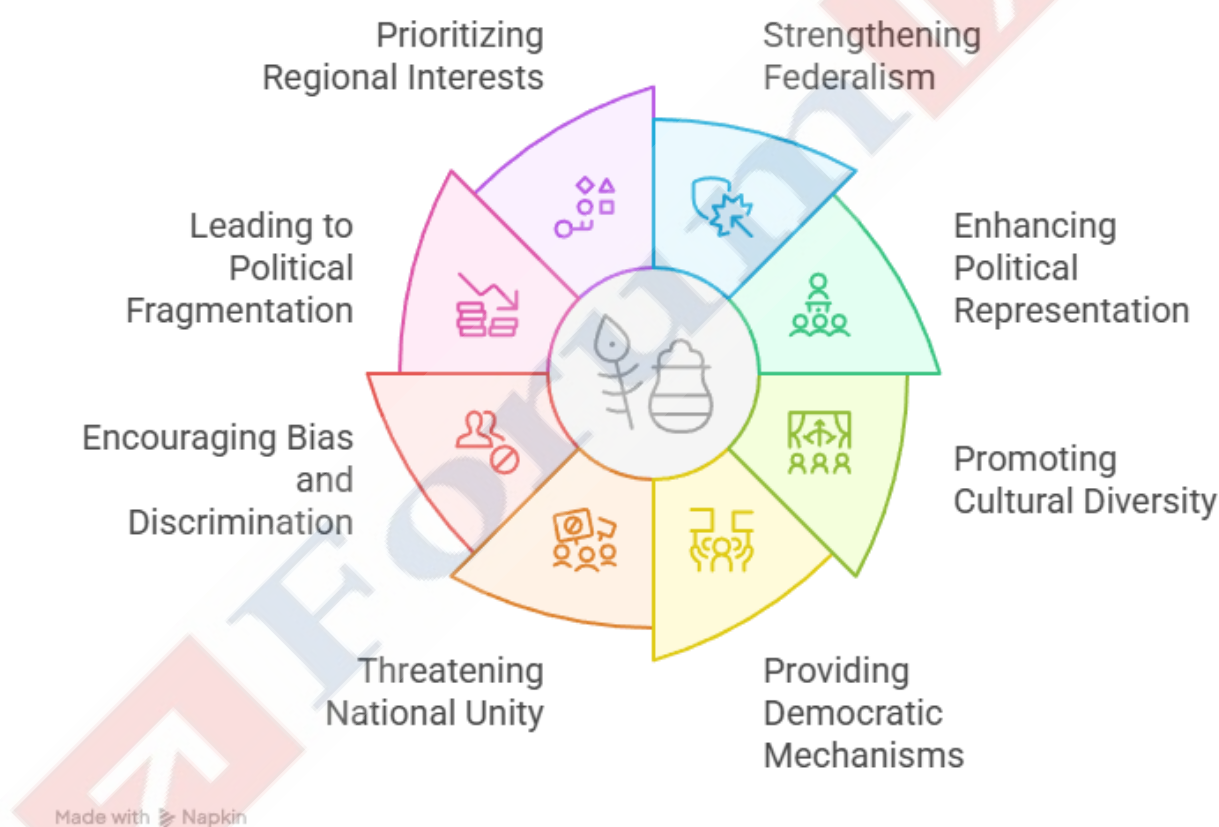 Prioritizing
Regional Interests
Strengthening
Federalism
Enhancing
Political
Representation
Promoting
Cultural Diversity
Providing
Democratic
Mechanisms
Threatening
National Unity
Encouraging Bias
and
Discrimination
Leading to
Political
Fragmentation
Forum
Made with Napkin